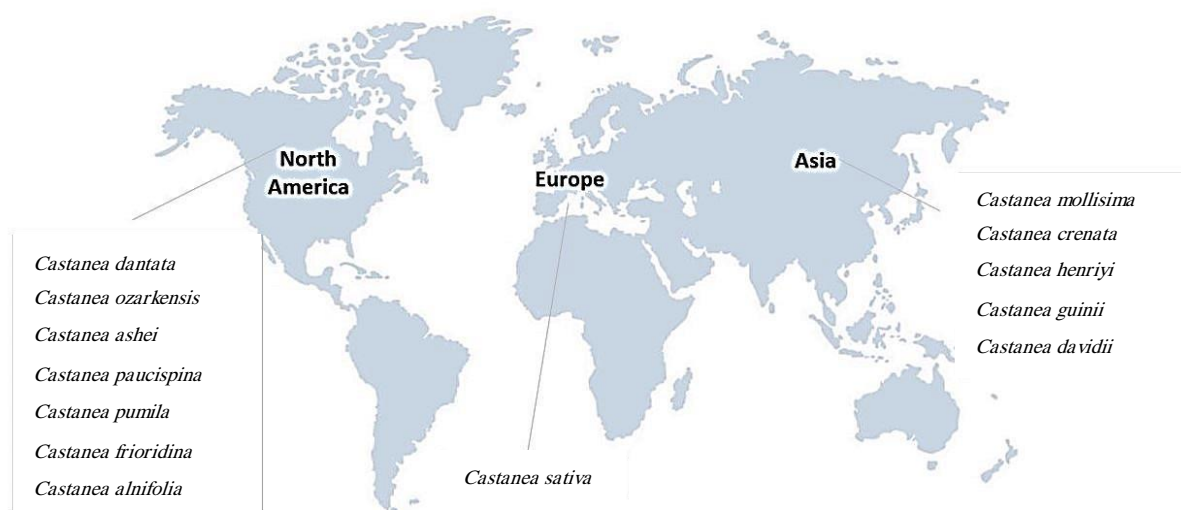 North
America
Europe
Asia
Castanea dantata
Castanea ozarkensis
Castanea ashei
Castanea paucispina
Castanea pumila
Castanea frioridina
Castanea alnifolia
Castanea sativa
Castanea mollisima
Castanea crenata
Castanea henriyi
Castanea guinii
Castanea davidii